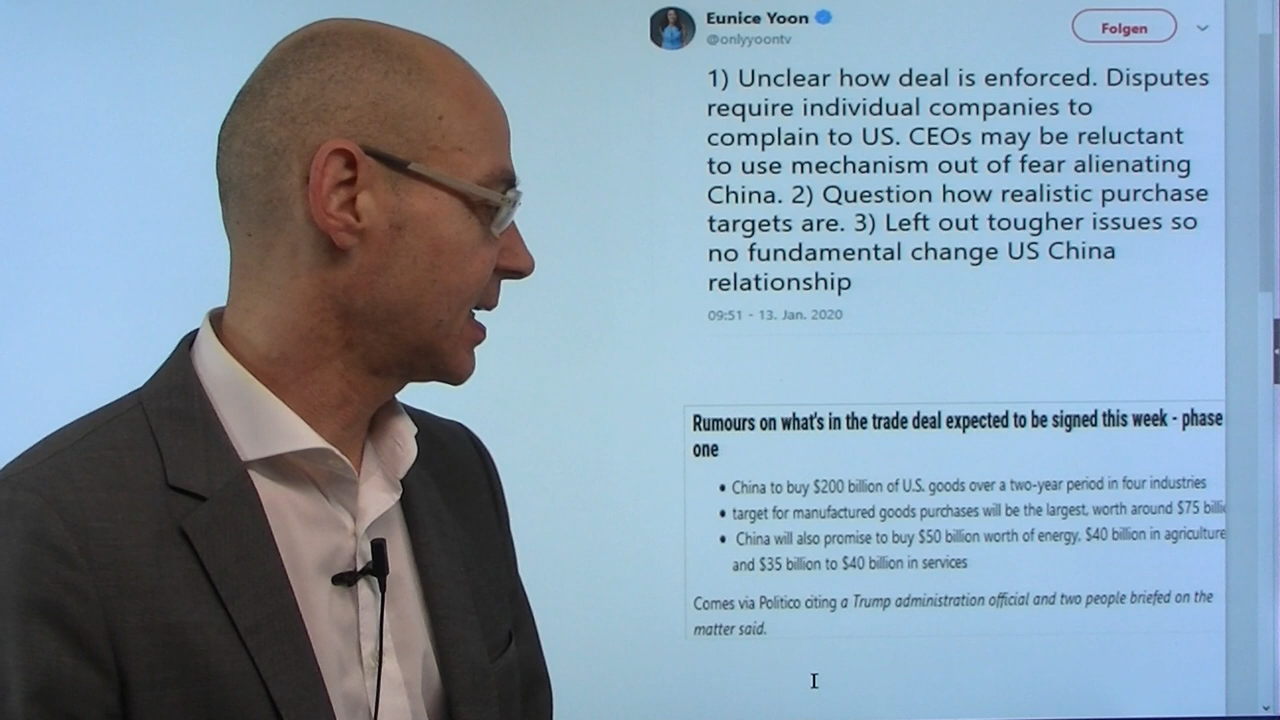 Eunice Yoon
@onlyyoontv
Folgen
1) Unclear how deal is enforced. Disputes
require individual companies to
complain to US. CEOs may be reluctant
to use mechanism out of fear alienating
China. 2) Question how realistic purchase
targets are. 3) Left out tougher issues so
no fundamental change US China
relationship
09:51 - 13. Jan. 2020
Rumours on what's in the trade deal expected to be signed this week - phase
one
• China to buy $200 billion of U.S. goods over a two-year period in four industries
• target for manufactured goods purchases will be the largest, worth around $75 billi
• China will also promise to buy $50 billion worth of energy, $40 billion in agriculture
and $35 billion to $40 billion in services
Comes via Politico citing a Trump administration official and two people briefed on the
matter said.